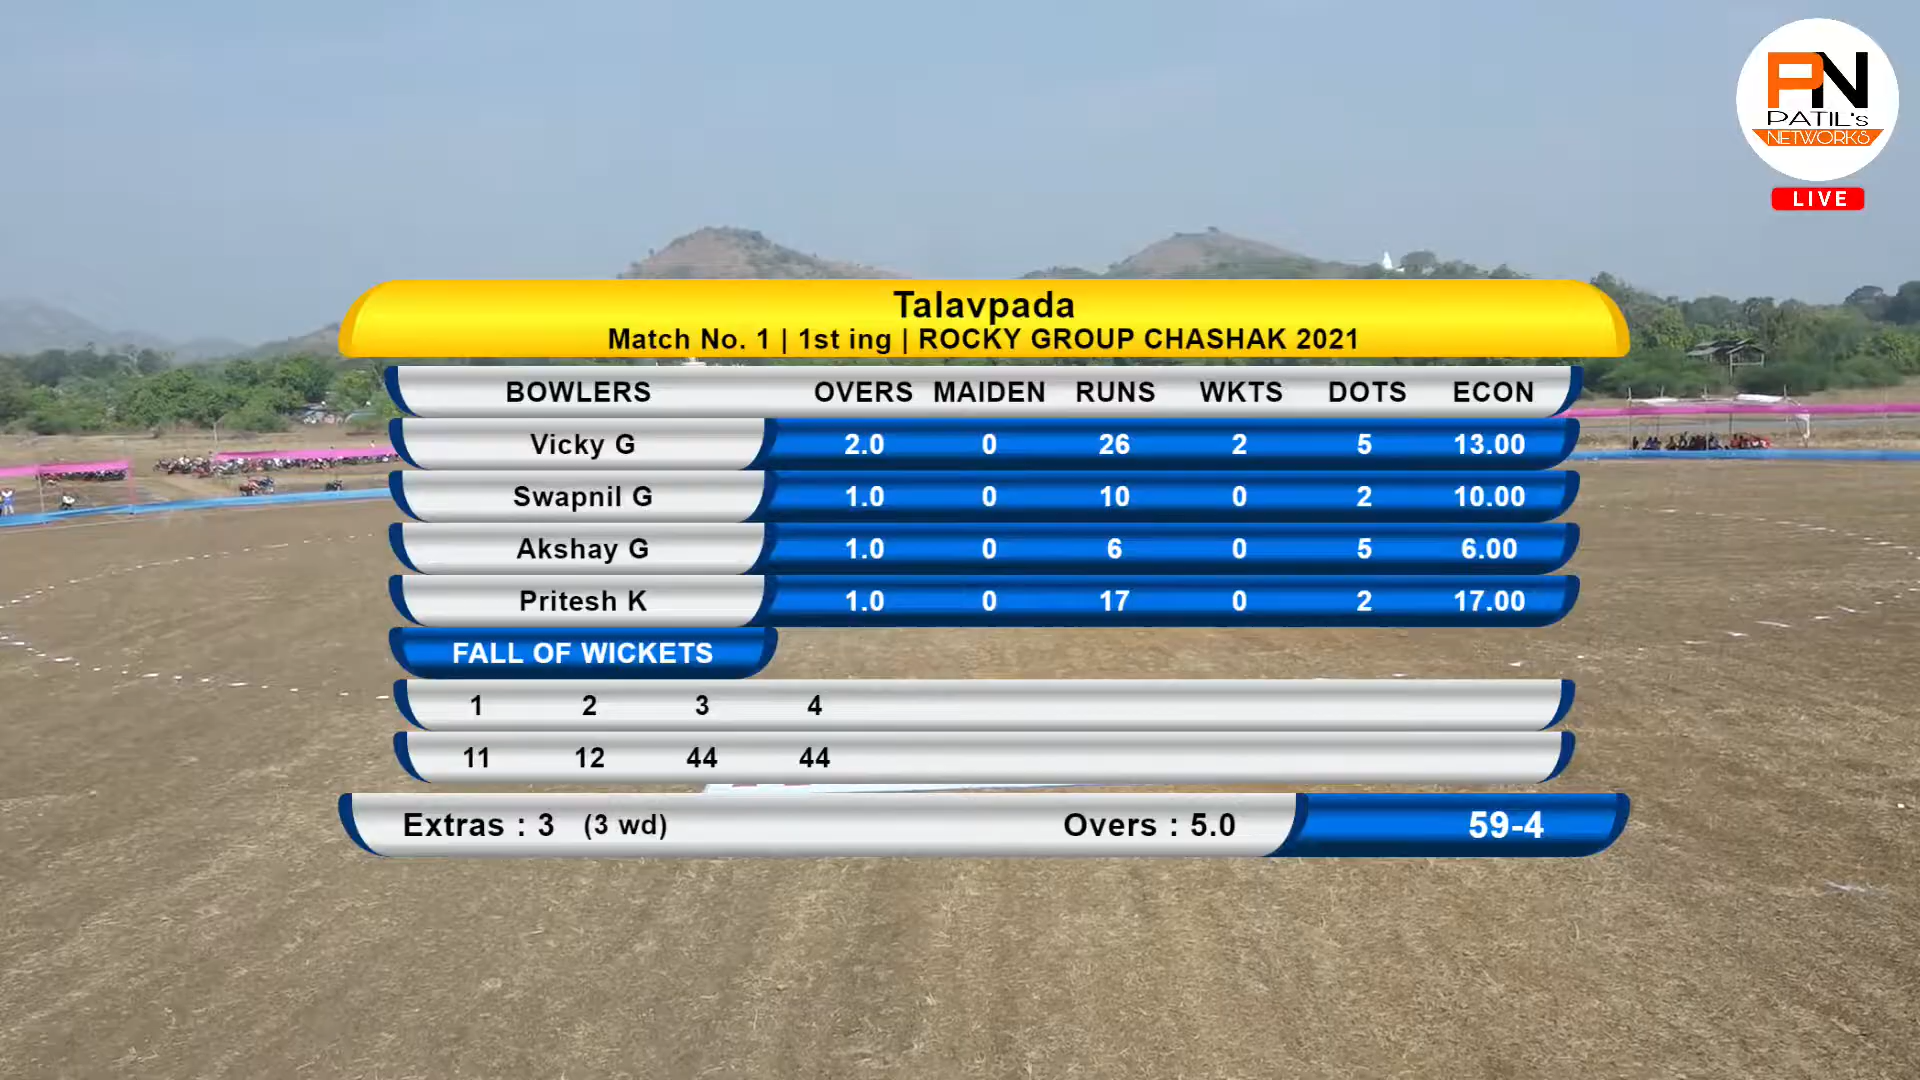 PN
PATIL's
NETWORKS
LIVE
Talavpada
Match No. 1 | 1st ing | ROCKY GROUP CHASHAK 2021
BOWLERS OVERS MAIDEN RUNS WKTS DOTS ECON
Vicky G 2.0 0 26 2 5 13.00
Swapnil G 1.0 0 10 0 2 10.00
Akshay G 1.0 0 6 0 5 6.00
Pritesh K 1.0 0 17 0 2 17.00
FALL OF WICKETS
1 2 3 4
11 12 44 44
Extras : 3 (3 wd) Overs : 5.0 59-4